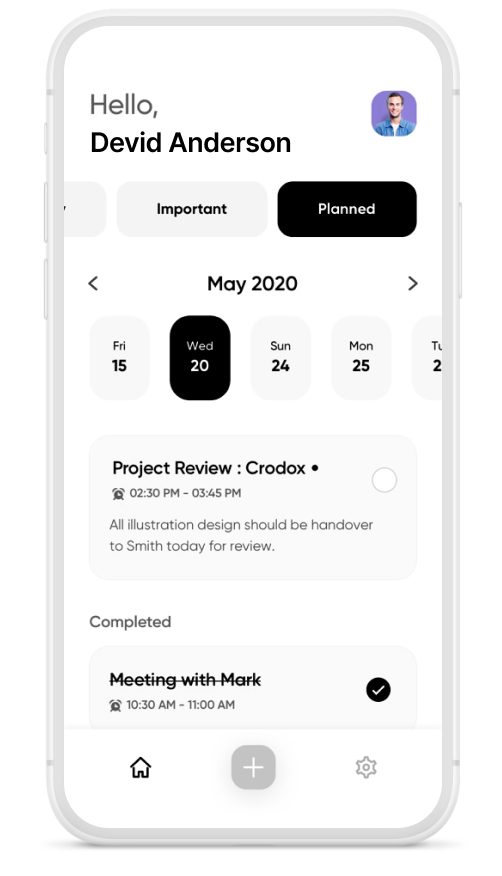 Hello,
Devid Anderson
Important Planned
May 2020
Fri Wed Sun Mon
15 20 24 25
Project Review : Crodox •
02:30 PM - 03:45 PM
All illustration design should be handover
to Smith today for review.
Completed
Meeting with Mark
10:30 AM - 11:00 AM